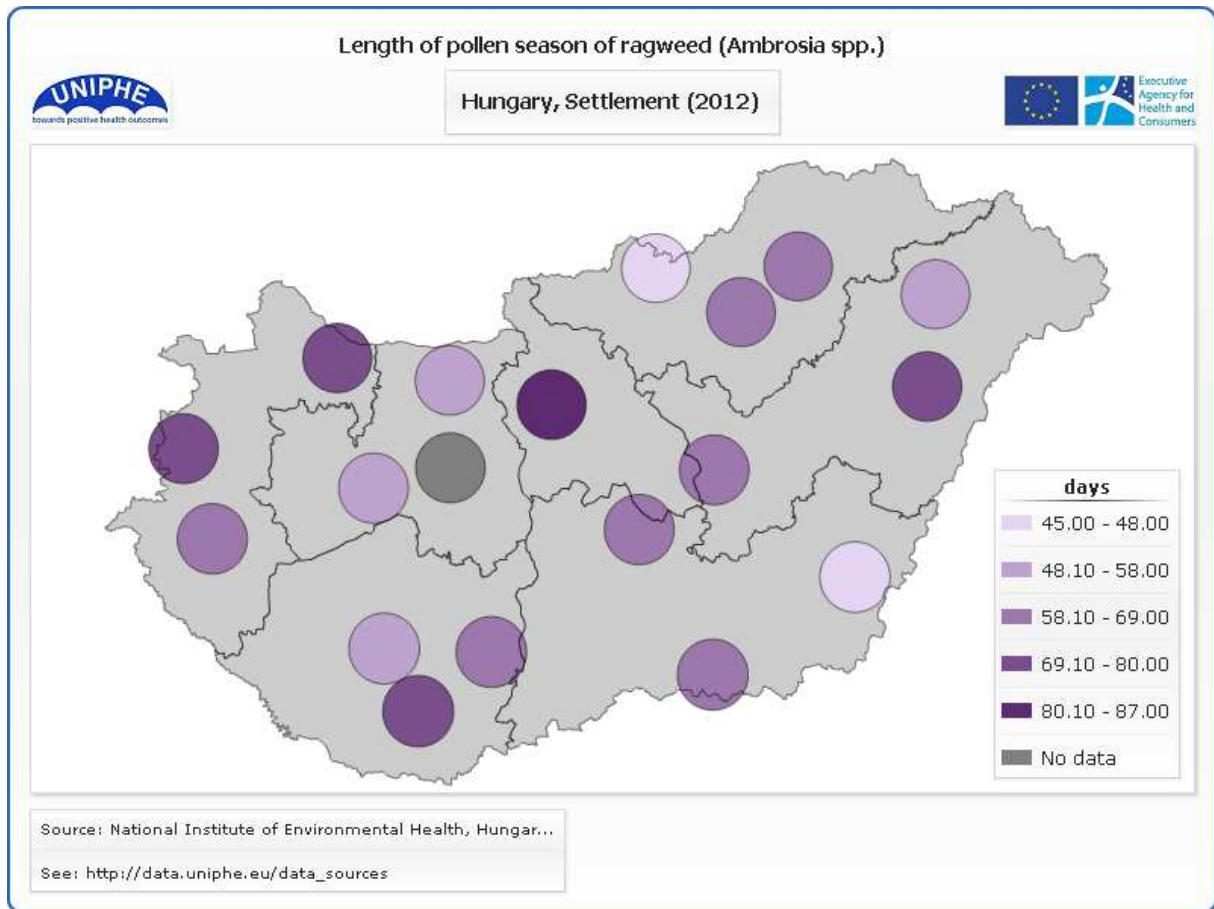 Length of pollen season of ragweed (Ambrosia spp.)
UNIPHE
towards positive health outcomes
Hungary, Settlement (2012)
Executive
Agency for
Health and
Consumers
days
45.00 - 48.00
48.10 - 58.00
58.10 - 69.00
69.10 - 80.00
80.10 - 87.00
No data
Source: National Institute of Environmental Health, Hungar...
See: http://data.uniphe.eu/data_sources